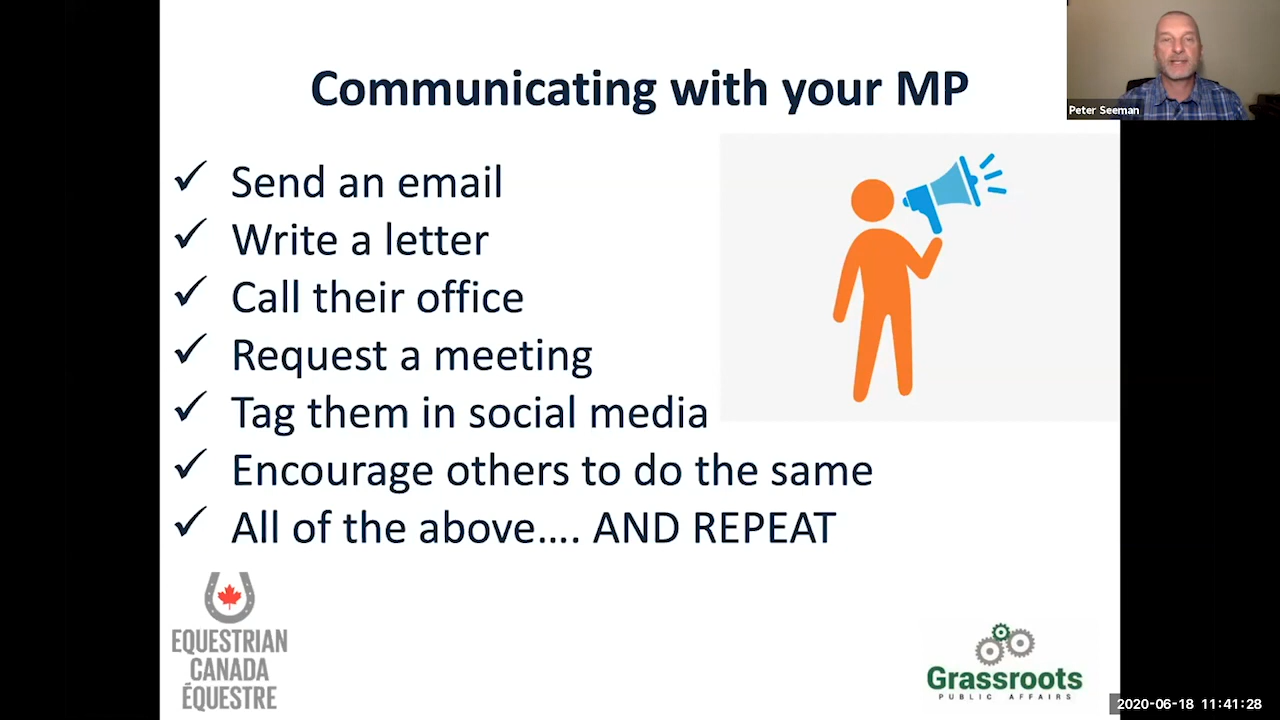 Communicating with your MP
Peter Seeman
✓ Send an email
✓ Write a letter
✓ Call their office
✓ Request a meeting
✓ Tag them in social media
✓ Encourage others to do the same
✓ All of the above…. AND REPEAT
EQUESTRIAN
CANADA
ÉQUESTRE
Grassroots
PUBLIC AFFAIRS
2020-06-18 11:41:28